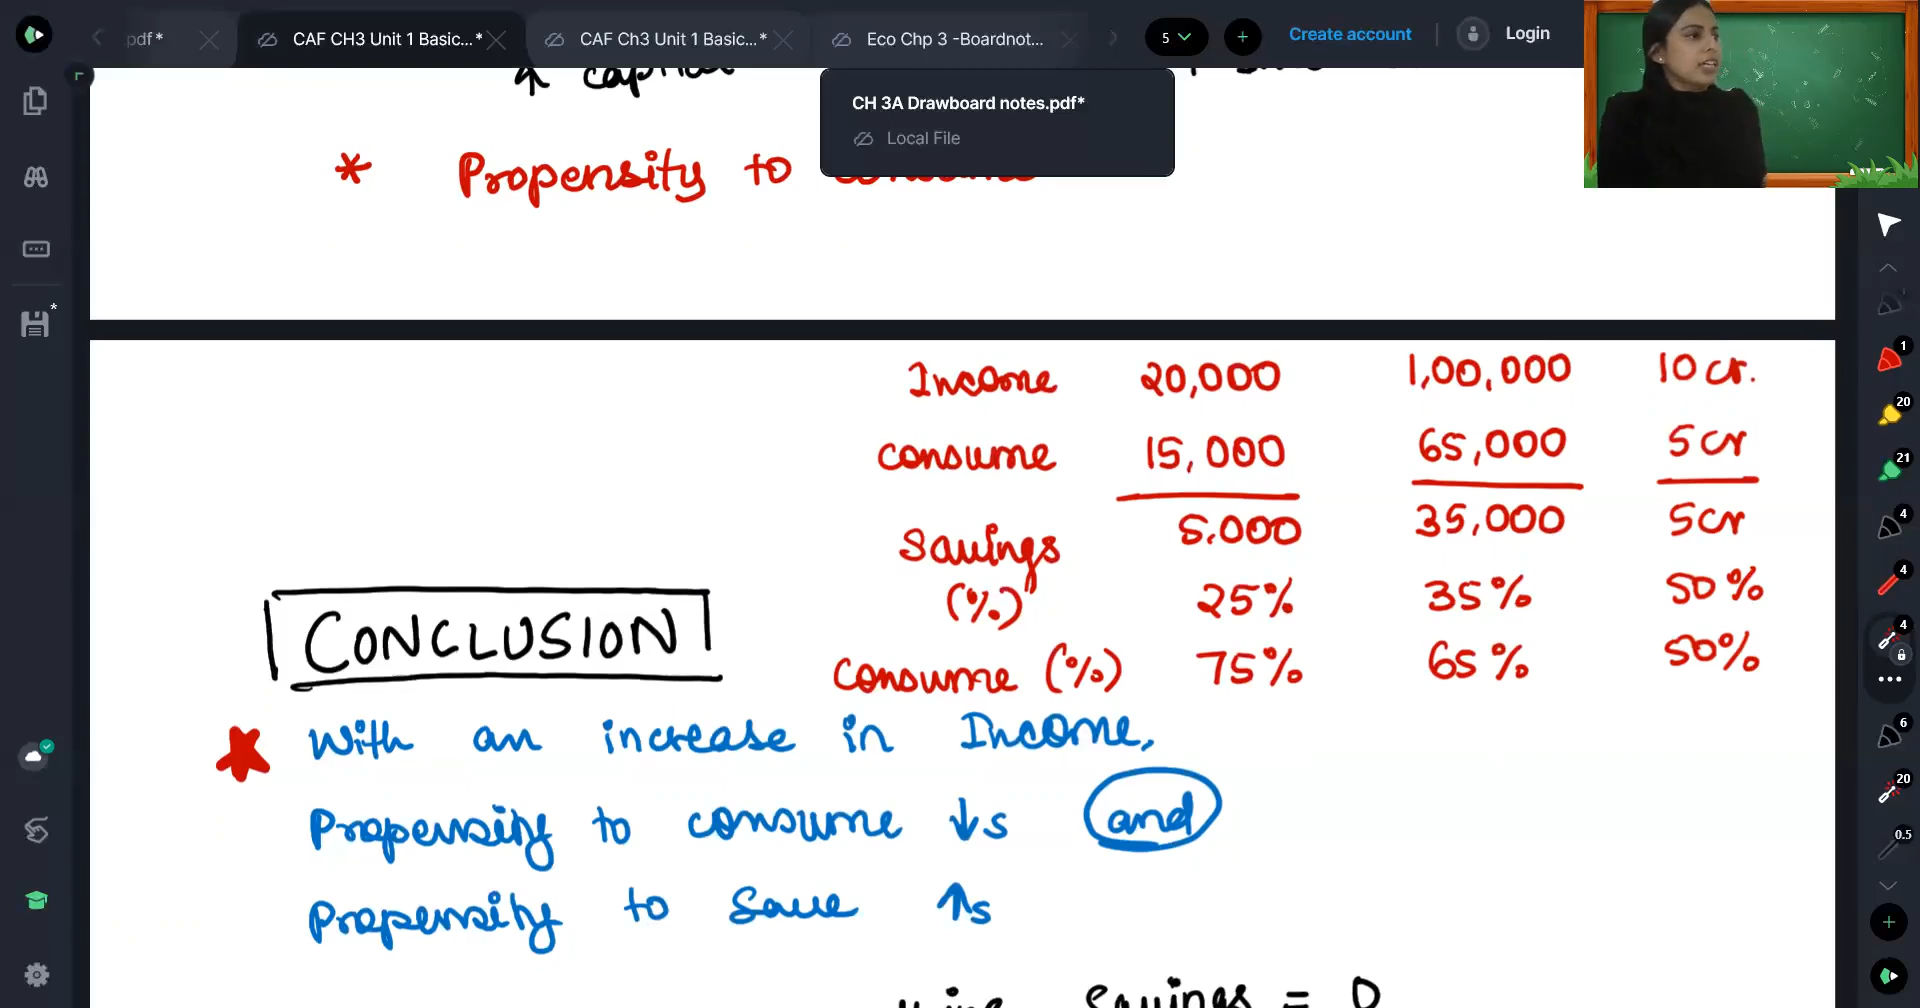 pdf *
CAF CH3 Unit 1 Basic...*
CAF Ch3 Unit 1 Basic...*
Eco Chp 3 -Boardnot...
5
Create account
Login
CH 3A Drawboard notes.pdf*
Local File
* Propensity to
Income 20,000 1,00,000 10 cr.
Consume 15,000 65,000 5 cr
Savings 5.000 35,000 5 cr
(%) 25% 35% 50%
Consume (%) 75% 65% 50%
CONCLUSION
With an increase in Income,
Propensity to consume ↓s and
Propensity to Save ↑s
Savings = 0
1
20
21
4
4
4
6
20
0.5